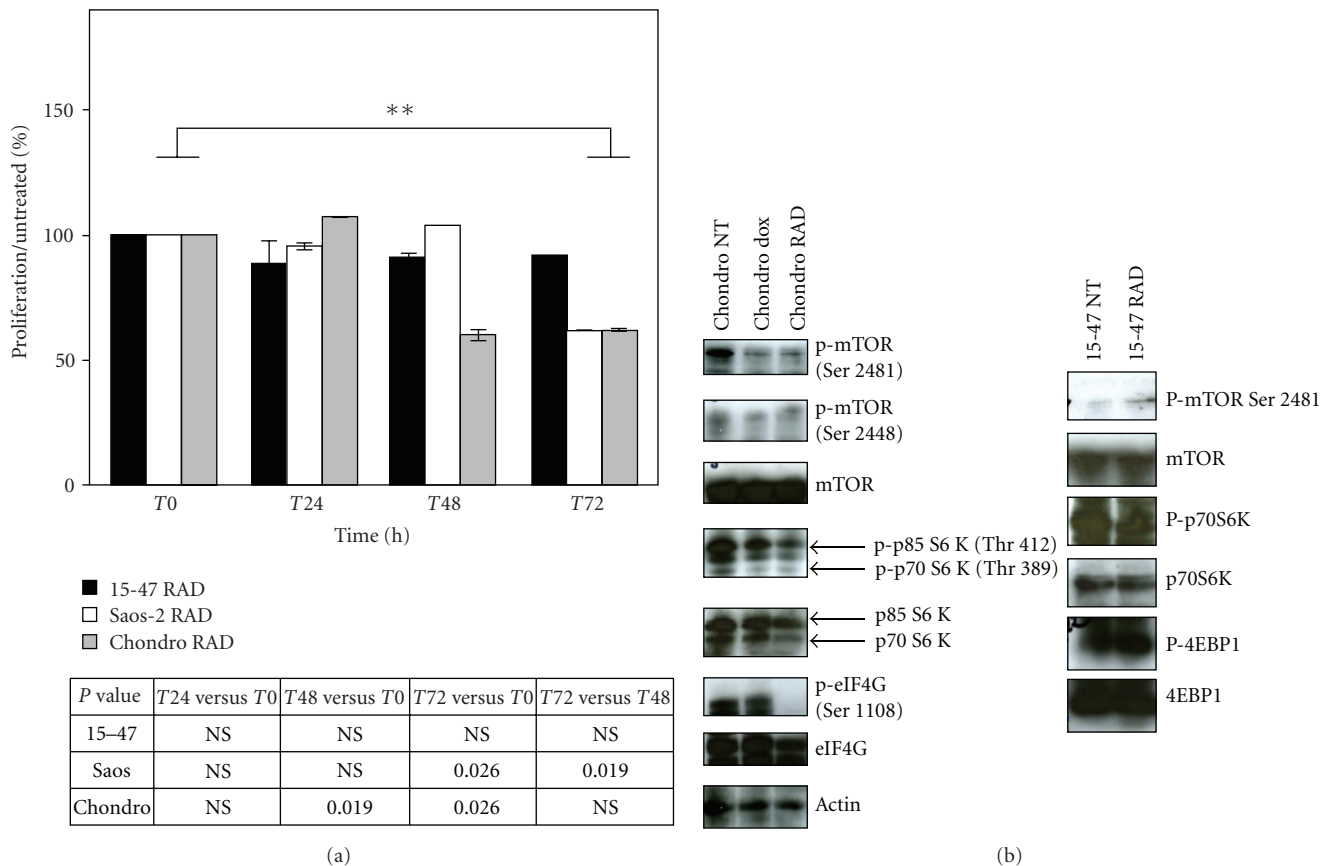 150
**
100
50
0
Proliferation/untreated (%)
T0 T24 T48 T72
Time (h)
15-47 RAD
Saos-2 RAD
Chondro RAD
P value T24 versus T0 T48 versus T0 T72 versus T0 T72 versus T48
15–47 NS NS NS NS
Saos NS NS 0.026 0.019
Chondro NS 0.019 0.026 NS
(a)
Chondro NT
Chondro dox
Chondro RAD
p-mTOR
(Ser 2481)
p-mTOR
(Ser 2448)
mTOR
p-p85 S6 K (Thr 412)
p-p70 S6 K (Thr 389)
p85 S6 K
p70 S6 K
p-eIF4G
(Ser 1108)
eIF4G
Actin
15-47 NT
15-47 RAD
P-mTOR Ser 2481
mTOR
P-p70S6K
p70S6K
P-4EBP1
4EBP1
(b)